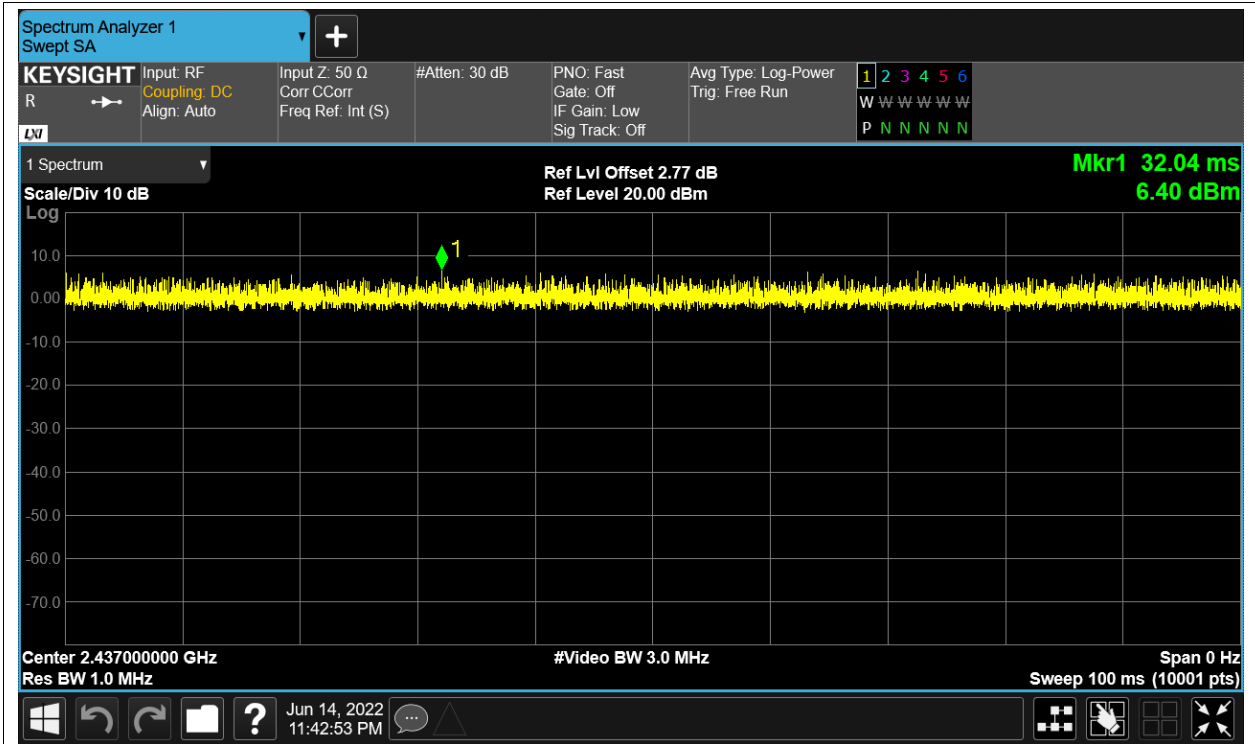 Spectrum Analyzer 1
Swept SA
+
KEYSIGHT
R
LXI
Input: RF
Coupling: DC
Align: Auto
Input Z: 50 Ω
Corr CCorr
Freq Ref: Int (S)
#Atten: 30 dB
PNO: Fast
Gate: Off
IF Gain: Low
Sig Track: Off
Avg Type: Log-Power
Trig: Free Run
1 2 3 4 5 6
W W W W W W
P N N N N N
1 Spectrum
Scale/Div 10 dB
Log
Ref Lvl Offset 2.77 dB
Ref Level 20.00 dBm
Mkr1 32.04 ms
6.40 dBm
1
10.0
0.00
-10.0
-20.0
-30.0
-40.0
-50.0
-60.0
-70.0
Center 2.437000000 GHz
Res BW 1.0 MHz
#Video BW 3.0 MHz
Span 0 Hz
Sweep 100 ms (10001 pts)
?
Jun 14, 2022
11:42:53 PM